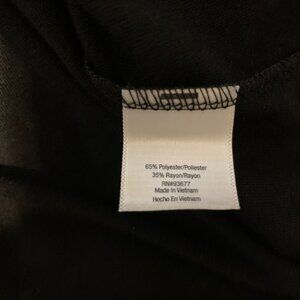 65% Polyester/Poliester
35% Rayon/Rayon
RN#93677
Made In Vietnam
Hecho En Vietnam